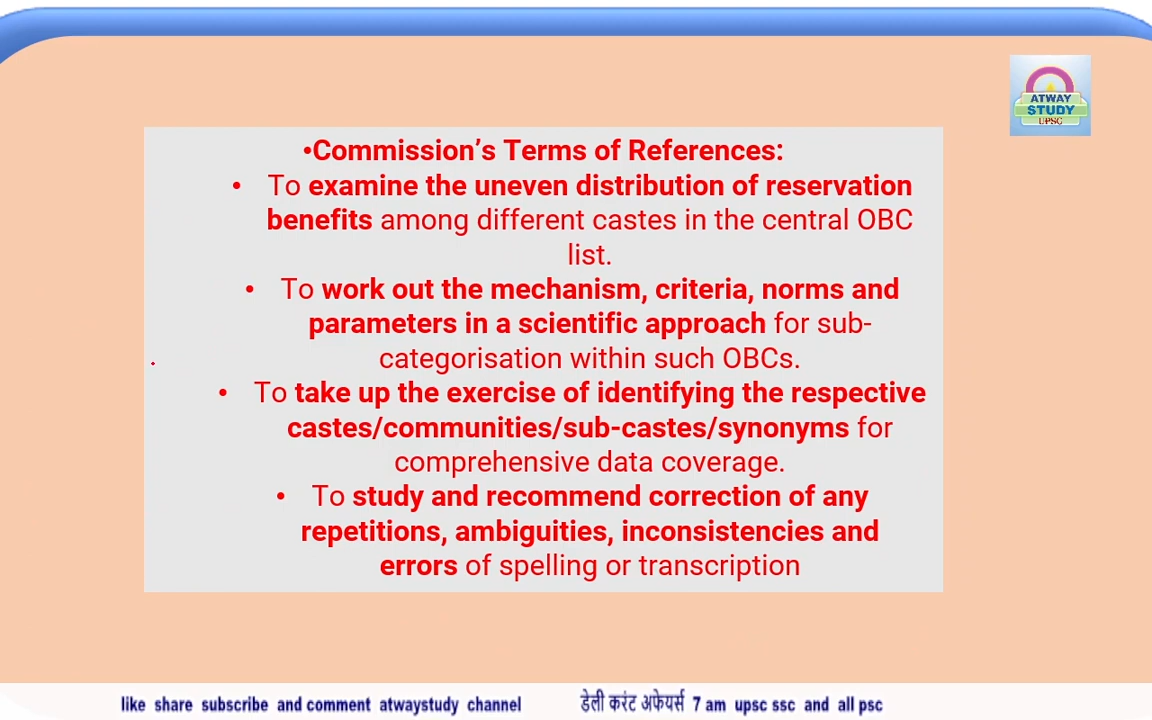 ATWAY
STUDY
UPSC
•Commission’s Terms of References:
• To examine the uneven distribution of reservation
benefits among different castes in the central OBC
list.
• To work out the mechanism, criteria, norms and
parameters in a scientific approach for sub-
categorisation within such OBCs.
• To take up the exercise of identifying the respective
castes/communities/sub-castes/synonyms for
comprehensive data coverage.
• To study and recommend correction of any
repetitions, ambiguities, inconsistencies and
errors of spelling or transcription
like share subscribe and comment atwaystudy channel डेली करंट अफेयर्स 7 am upsc ssc and all psc